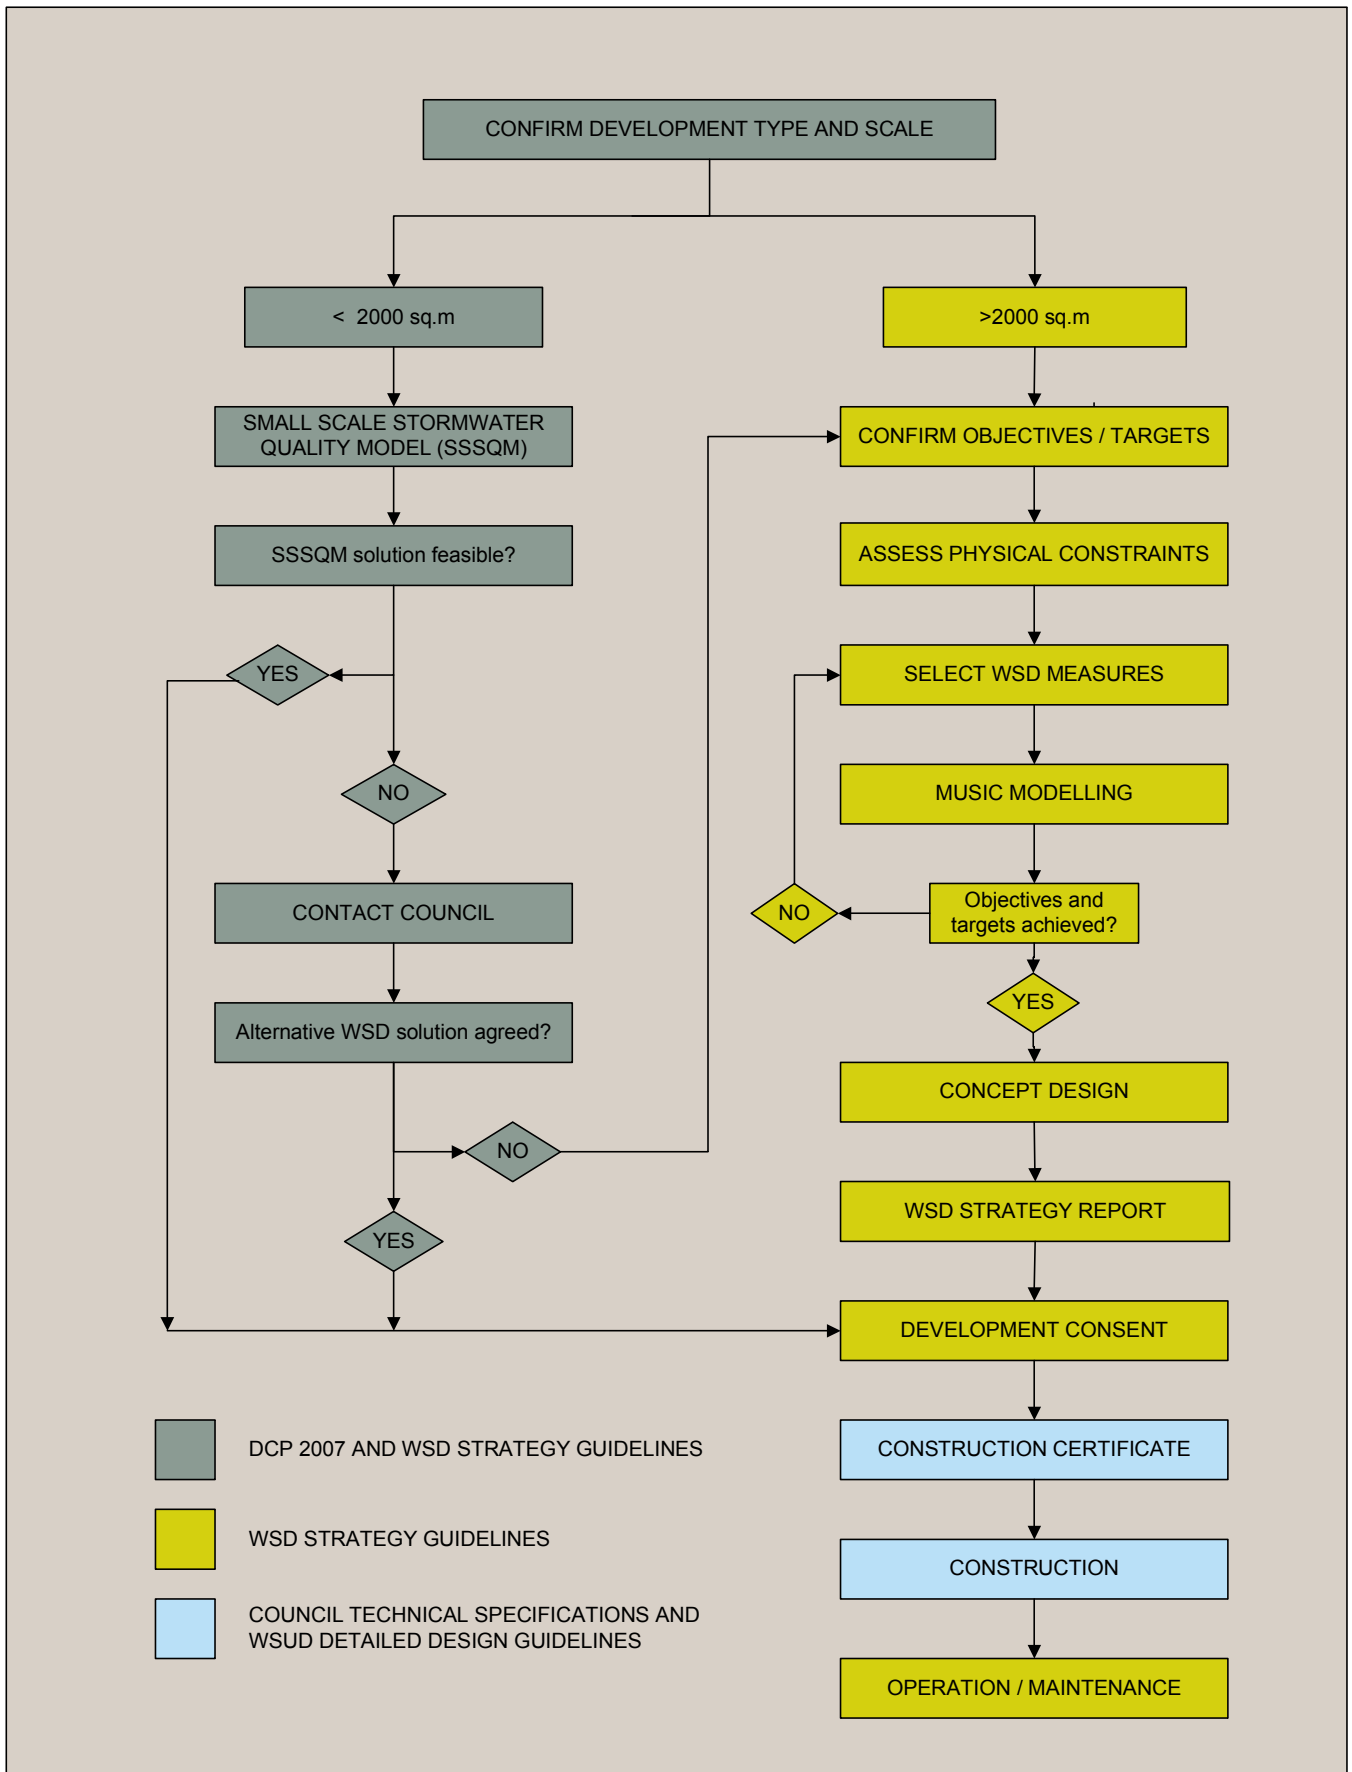 CONFIRM DEVELOPMENT TYPE AND SCALE
< 2000 sq.m
>2000 sq.m
SMALL SCALE STORMWATER
QUALITY MODEL (SSSQM)
CONFIRM OBJECTIVES / TARGETS
SSSQM solution feasible?
ASSESS PHYSICAL CONSTRAINTS
YES
SELECT WSD MEASURES
NO
MUSIC MODELLING
CONTACT COUNCIL
NO
Objectives and
targets achieved?
YES
Alternative WSD solution agreed?
CONCEPT DESIGN
NO
WSD STRATEGY REPORT
YES
DEVELOPMENT CONSENT
DCP 2007 AND WSD STRATEGY GUIDELINES
CONSTRUCTION CERTIFICATE
WSD STRATEGY GUIDELINES
CONSTRUCTION
COUNCIL TECHNICAL SPECIFICATIONS AND
WSUD DETAILED DESIGN GUIDELINES
OPERATION / MAINTENANCE